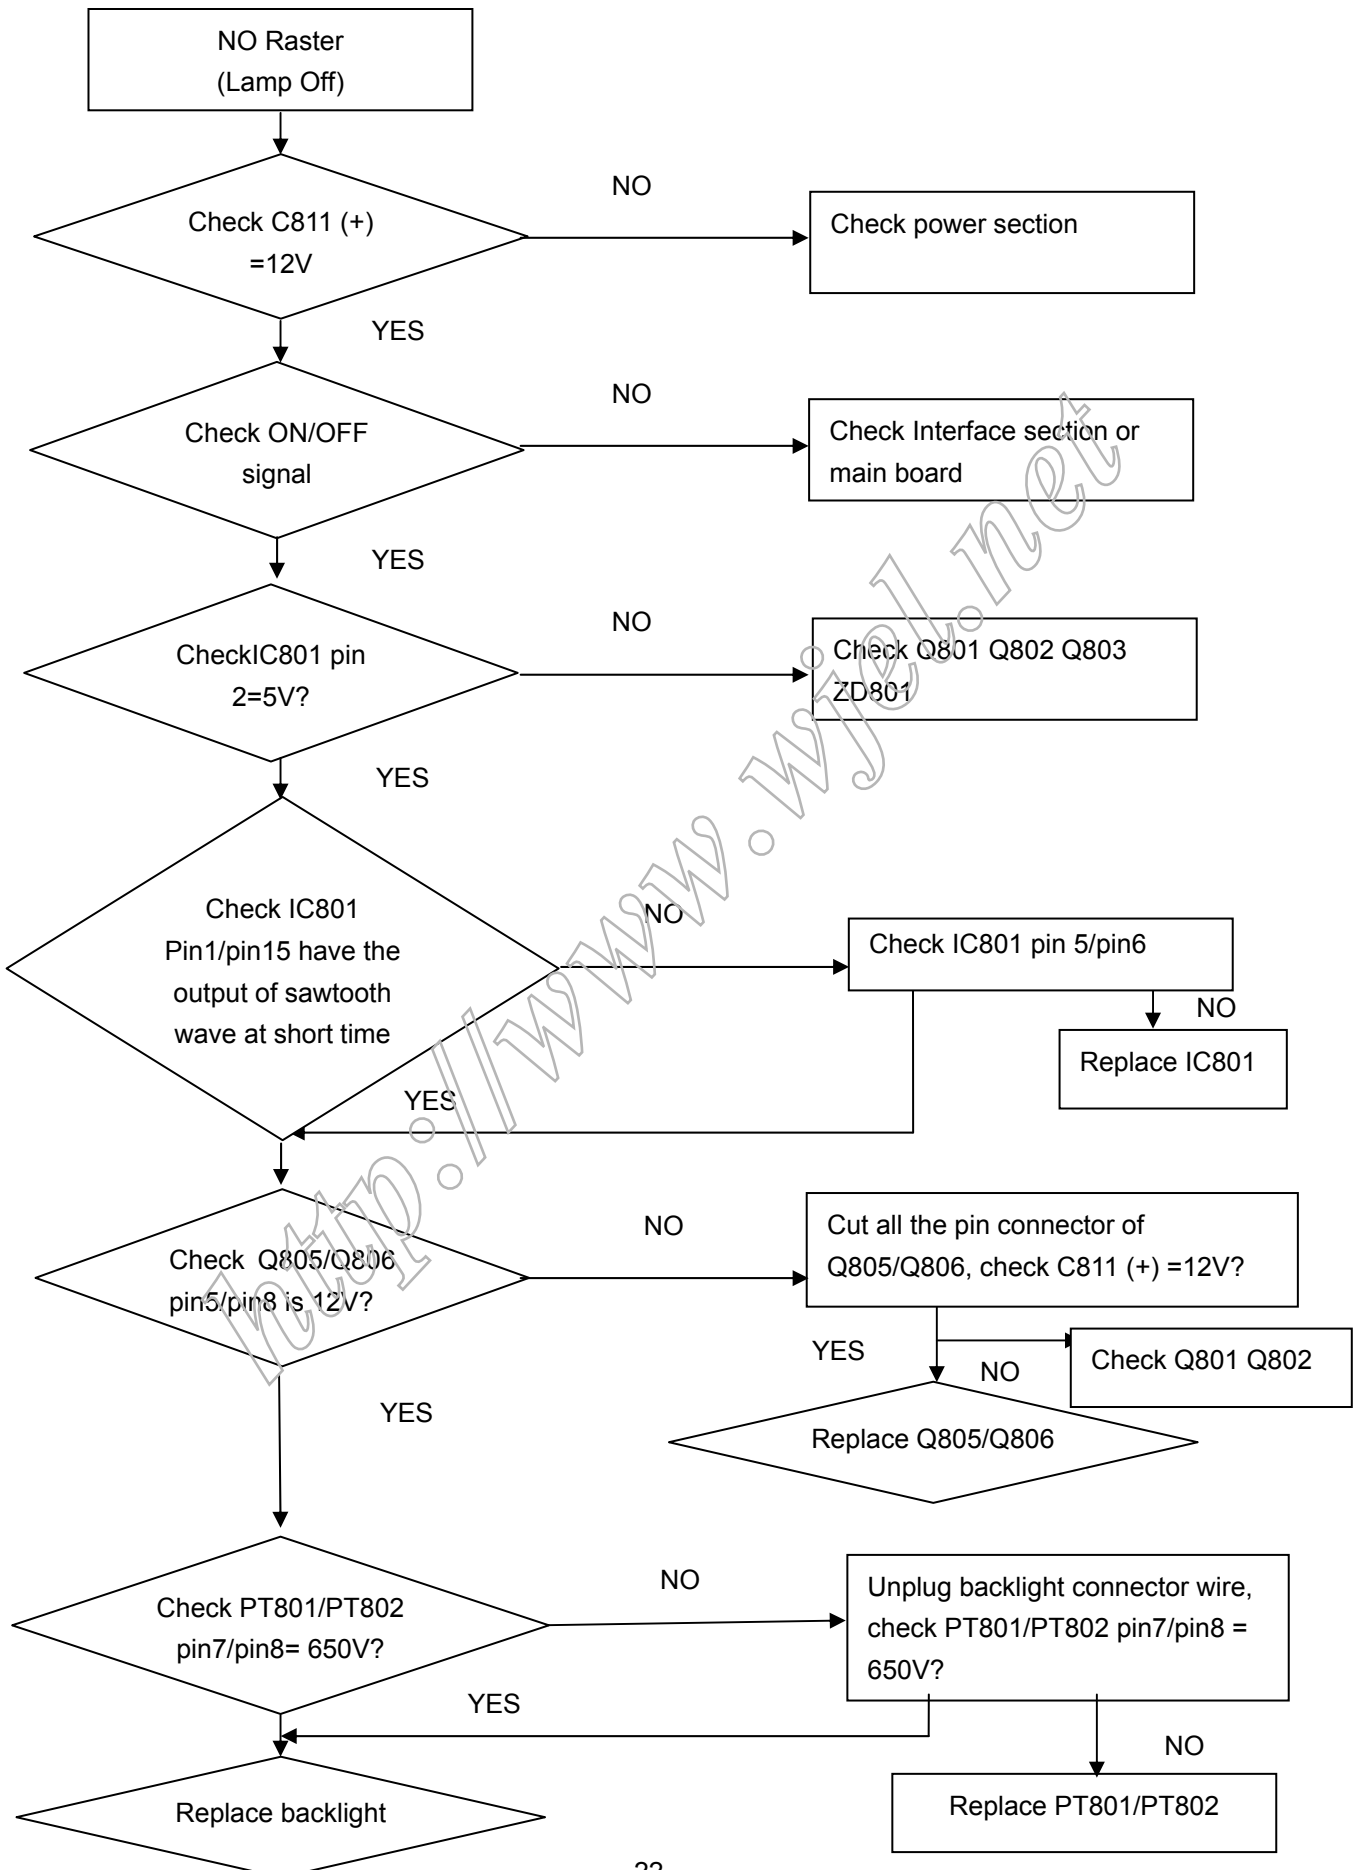 NO Raster
(Lamp Off)
NO
Check C811 (+)
=12V
Check power section
YES
NO
Check ON/OFF
signal
Check Interface section or
main board
YES
NO
CheckIC801 pin
2=5V?
Check Q801 Q802 Q803
ZD801
YES
Check IC801
Pin1/pin15 have the
output of sawtooth
wave at short time
NO
Check IC801 pin 5/pin6
NO
Replace IC801
YES
NO
Check Q805/Q806
pin5/pin8 is 12V?
Cut all the pin connector of
Q805/Q806, check C811 (+) =12V?
YES
NO
Check Q801 Q802
YES
Replace Q805/Q806
NO
Check PT801/PT802
pin7/pin8= 650V?
Unplug backlight connector wire,
check PT801/PT802 pin7/pin8 =
650V?
YES
NO
Replace backlight
Replace PT801/PT802
http://www.wjel.net